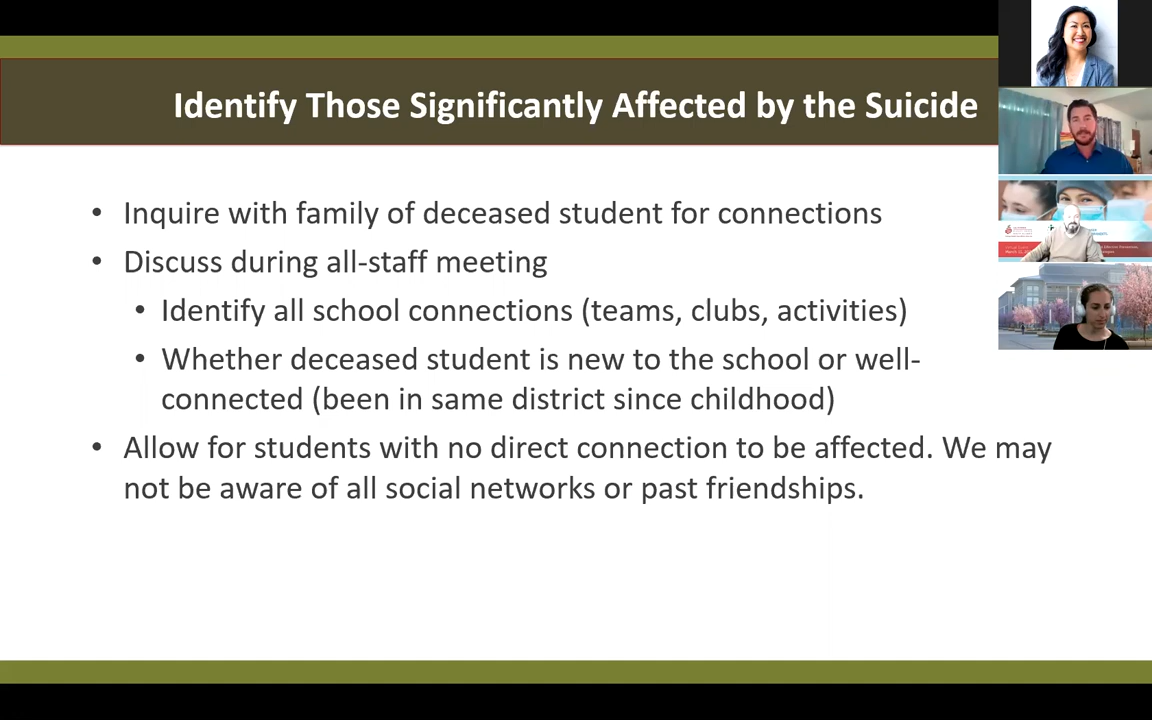 Identify Those Significantly Affected by the Suicide
• Inquire with family of deceased student for connections
• Discuss during all-staff meeting
• Identify all school connections (teams, clubs, activities)
• Whether deceased student is new to the school or well-
connected (been in same district since childhood)
• Allow for students with no direct connection to be affected. We may
not be aware of all social networks or past friendships.